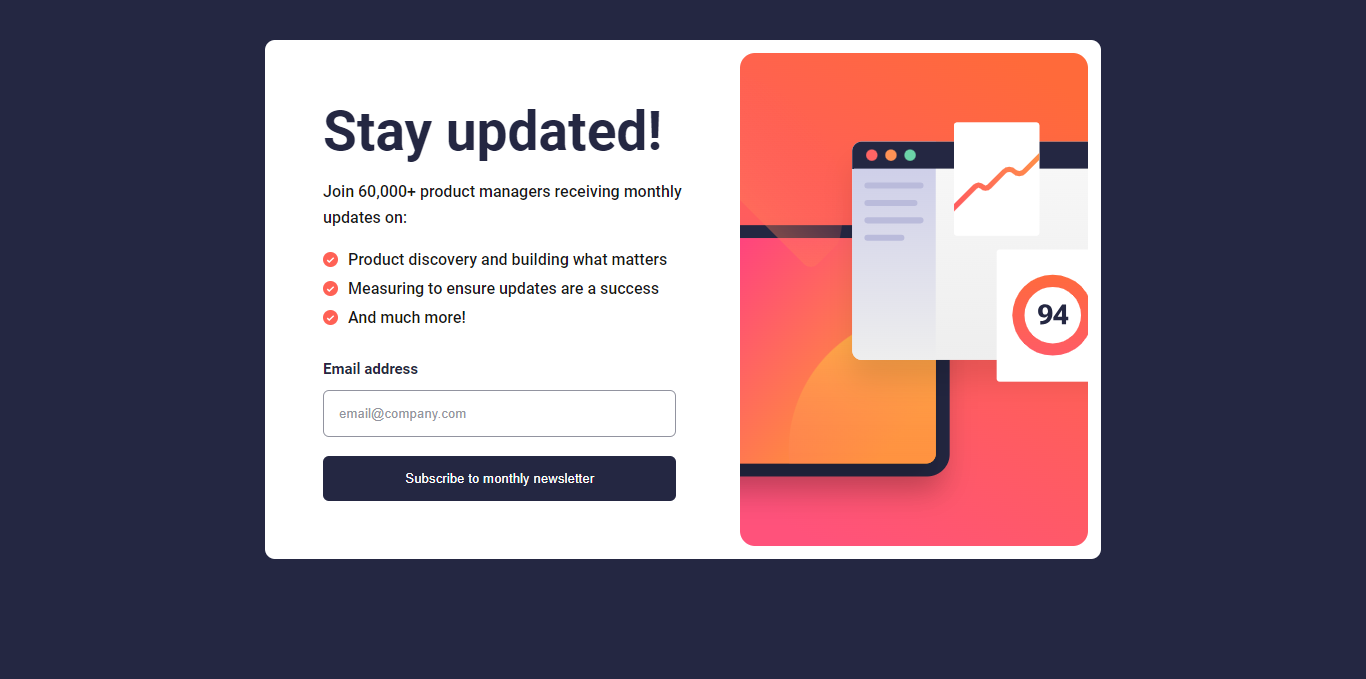 Stay updated!
Join 60,000+ product managers receiving monthly
updates on:
Product discovery and building what matters
Measuring to ensure updates are a success
And much more!
Email address
email@company.com
Subscribe to monthly newsletter
94